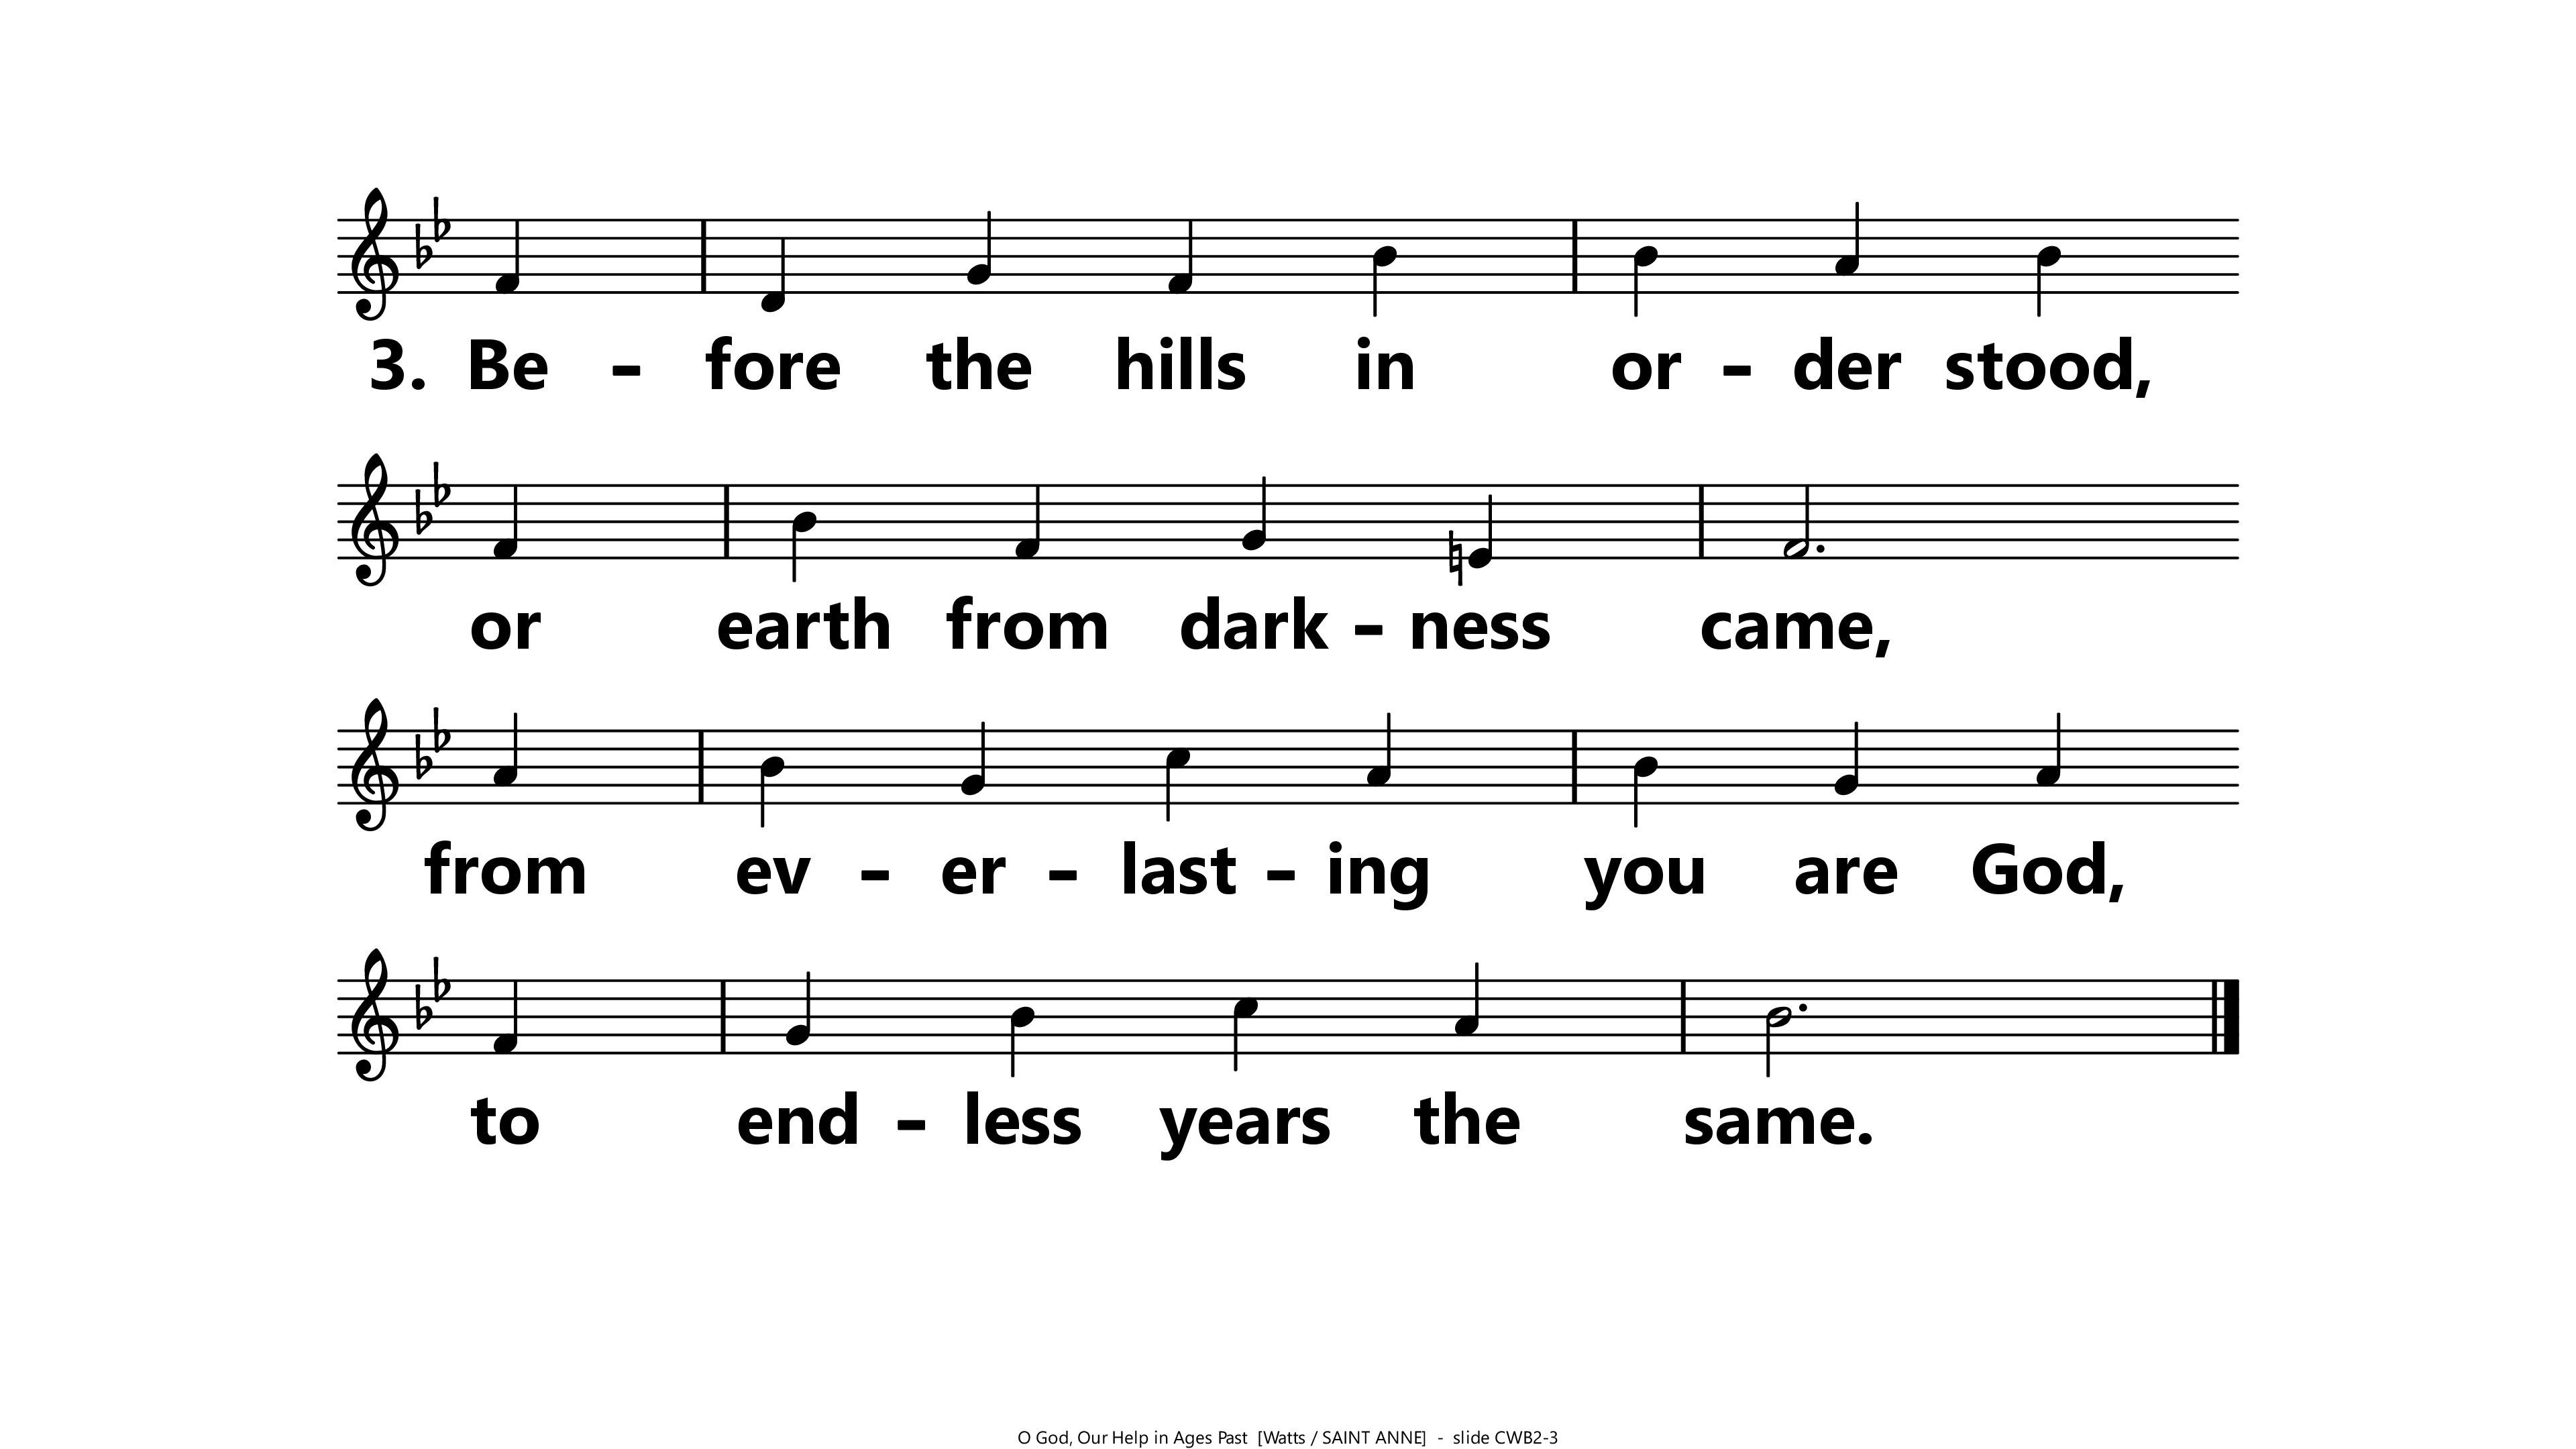 3. Be - fore the hills in or - der stood,
or earth from dark - ness came,
from ev - er - last - ing you are God,
to end - less years the same.
O God, Our Help in Ages Past [Watts / SAINT ANNE] - slide CWB2-3